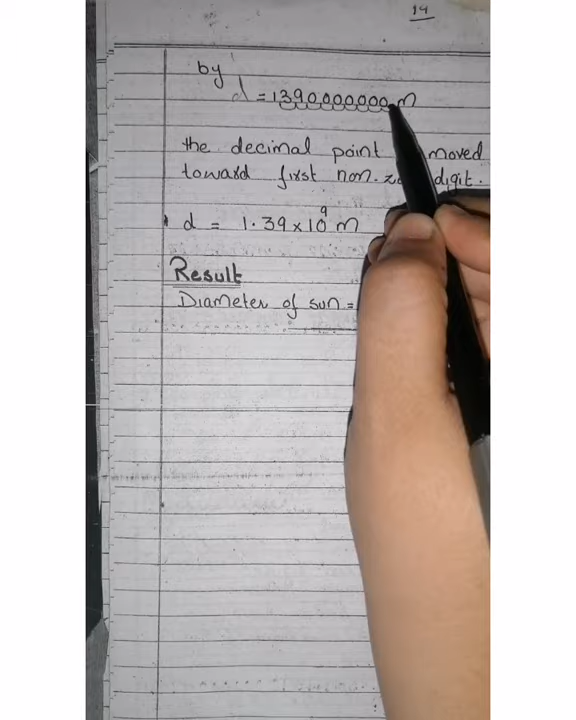 14
by
d = 1390000000 m
the decimal point moved
toward first non-z digit.
d = 1.39 × 10⁹ m
Result
Diameter of sun =